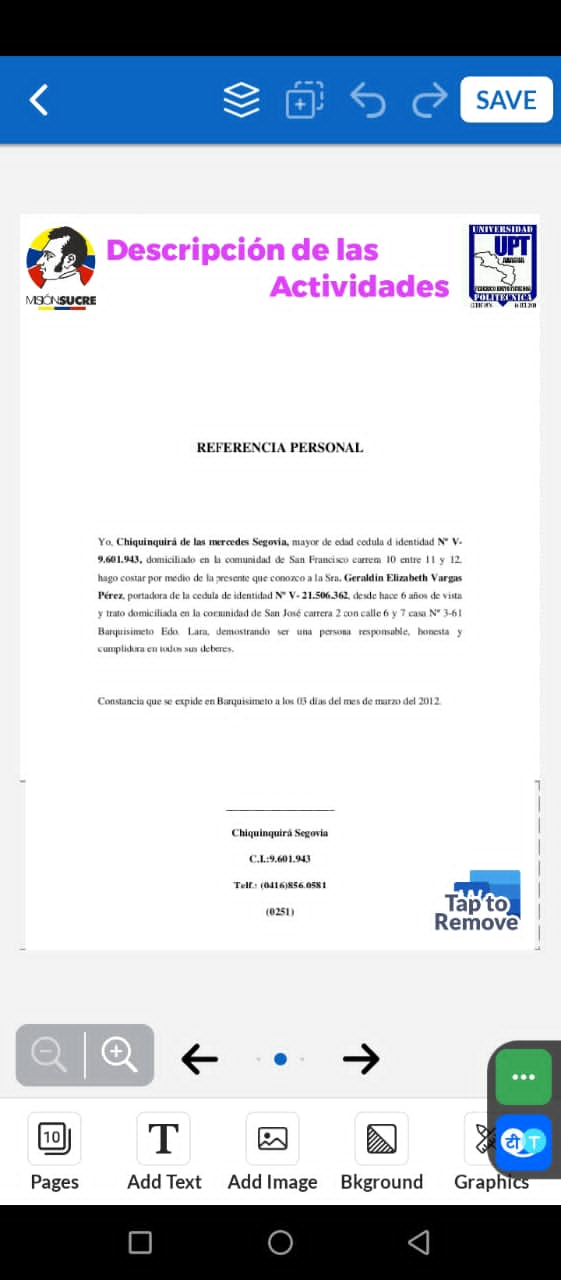 SAVE
Descripción de las
Actividades
MISIÓNSUCRE
UNIVERSIDAD
UPT
POLITECNICA
REFERENCIA PERSONAL
Yo, Chiquinquirá de las mercedes Segovia, mayor de edad cedula d identidad Nº V-
9.601.943, domiciliado en la comunidad de San Francisco carrera 10 entre 11 y 12,
hago costar por medio de la presente que conozco a la Sra. Geraldin Elizabeth Vargas
Pérez, portadora de la cedula de identidad Nº V- 21.506.362, desde hace 6 años de vista
y trato domiciliada en la comunidad de San José carrera 2 con calle 6 y 7 casa Nº 3-61
Barquisimeto Edo. Lara, demostrando ser una persona responsable, honesta y
cumplidora en todos sus deberes.
Constancia que se expide en Barquisimeto a los 03 días del mes de marzo del 2012.
Chiquinquirá Segovia
C.I.:9.601.943
Telf.: (0416)856.0581
(0251)
Tap to
Remove
10
Pages
T
Add Text
Add Image
Bkground
Graphics
टी T